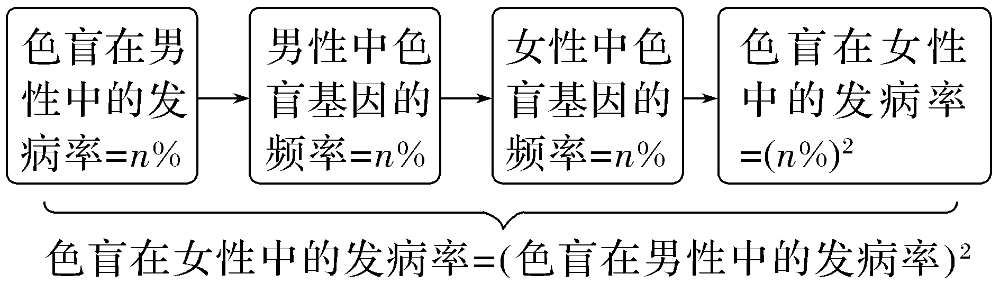 色盲在男
性中的发
病率=n%
男性中色
盲基因的
频率=n%
女性中色
盲基因的
频率=n%
色盲在女性
中的发病率
=(n%)²
色盲在女性中的发病率=(色盲在男性中的发病率)²